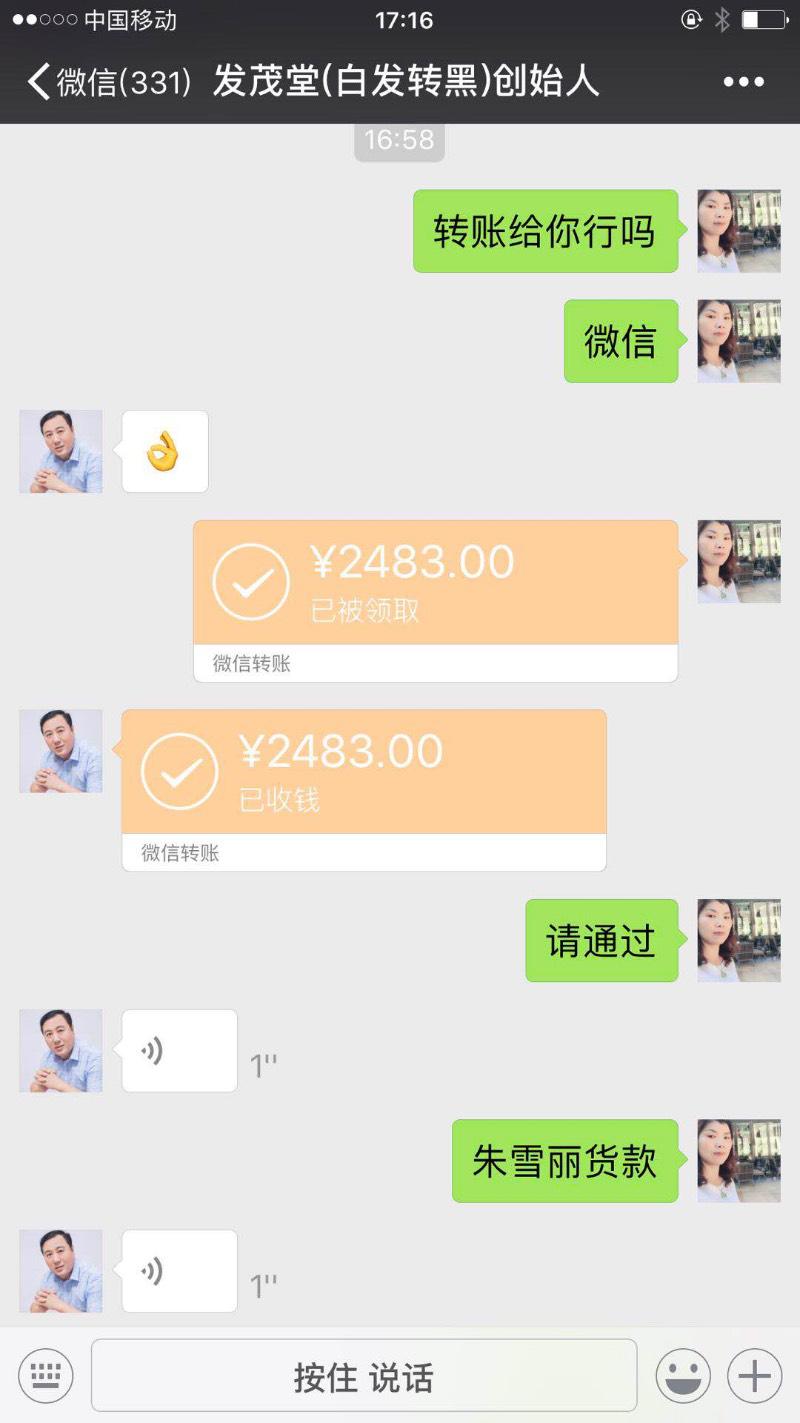 中国移动 17:16
微信(331) 发茂堂(白发转黑)创始人
16:58
转账给你行吗
微信
¥2483.00
已被领取
微信转账
¥2483.00
已收钱
微信转账
请通过
1"
朱雪丽货款
1"
按住 说话